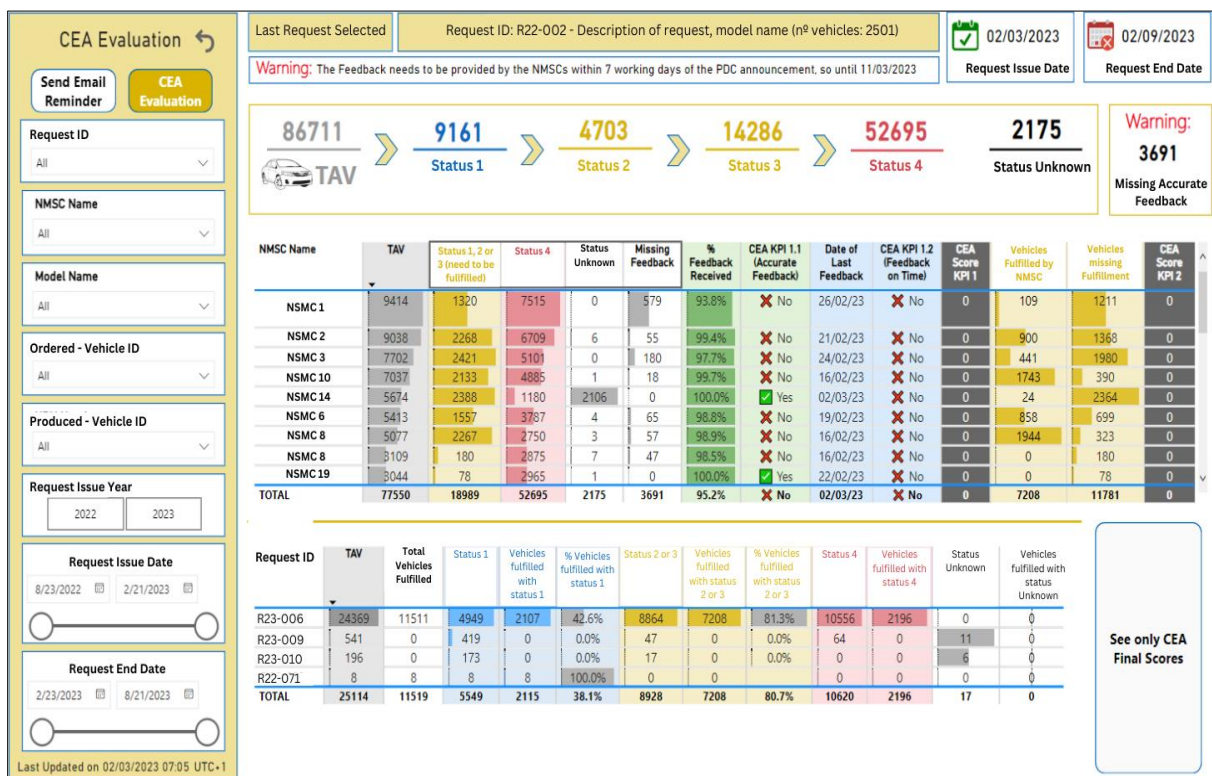 CEA Evaluation
Send Email Reminder
CEA Evaluation
Request ID
All
NMSC Name
All
Model Name
All
Ordered - Vehicle ID
All
Produced - Vehicle ID
All
Request Issue Year
2022 2023
Request Issue Date
8/23/2022 2/21/2023
Request End Date
2/23/2023 8/21/2023
Last Updated on 02/03/2023 07:05 UTC+1
Last Request Selected
Request ID: R22-002 - Description of request, model name (nº vehicles: 2501)
Warning: The Feedback needs to be provided by the NMSCs within 7 working days of the PDC announcement, so until 11/03/2023
02/03/2023
Request Issue Date
02/09/2023
Request End Date
86711 TAV
9161 Status 1
4703 Status 2
14286 Status 3
52695 Status 4
2175 Status Unknown
Warning:
3691
Missing Accurate Feedback
NMSC Name TAV Status 1, 2 or 3 (need to be fullfilled) Status 4 Status Unknown Missing Feedback % Feedback Received CEA KPI 1.1 (Accurate Feedback) Date of Last Feedback CEA KPI 1.2 (Feedback on Time) CEA Score KPI 1 Vehicles Fulfilled by NMSC Vehicles missing Fulfillment CEA Score KPI 2
NSMC 1 9414 1320 7515 0 579 93.8% No 26/02/23 No 0 109 1211 0
NSMC 2 9038 2268 6709 6 55 99.4% No 21/02/23 No 0 900 1368 0
NSMC 3 7702 2421 5101 0 180 97.7% No 24/02/23 No 0 441 1980 0
NSMC 10 7037 2133 4885 1 18 99.7% No 16/02/23 No 0 1743 390 0
NSMC 14 5674 2388 1180 2106 0 100.0% Yes 02/03/23 No 0 24 2364 0
NSMC 6 5413 1557 3787 4 65 98.8% No 19/02/23 No 0 858 699 0
NSMC 8 5077 2267 2750 3 57 98.9% No 16/02/23 No 0 1944 323 0
NSMC 8 3109 180 2875 7 47 98.5% No 16/02/23 No 0 0 180 0
NSMC 19 3044 78 2965 1 0 100.0% Yes 22/02/23 No 0 0 78 0
TOTAL 77550 18989 52695 2175 3691 95.2% No 02/03/23 No 0 7208 11781 0
Request ID TAV Total Vehicles Fulfilled Status 1 Vehicles fulfilled with status 1 % Vehicles fulfilled with status 1 Status 2 or 3 Vehicles fulfilled with status 2 or 3 % Vehicles fulfilled with status 2 or 3 Status 4 Vehicles fulfilled with status 4 Status Unknown Vehicles fulfilled with status Unknown
R23-006 24369 11511 4949 2107 42.6% 8864 7208 81.3% 10556 2196 0 0
R23-009 541 0 419 0 0.0% 47 0 0.0% 64 0 11 0
R23-010 196 0 173 0 0.0% 17 0 0.0% 0 0 6 0
R22-071 8 8 8 8 100.0% 0 0 0 0 0 0
TOTAL 25114 11519 5549 2115 38.1% 8928 7208 80.7% 10620 2196 17 0
See only CEA Final Scores